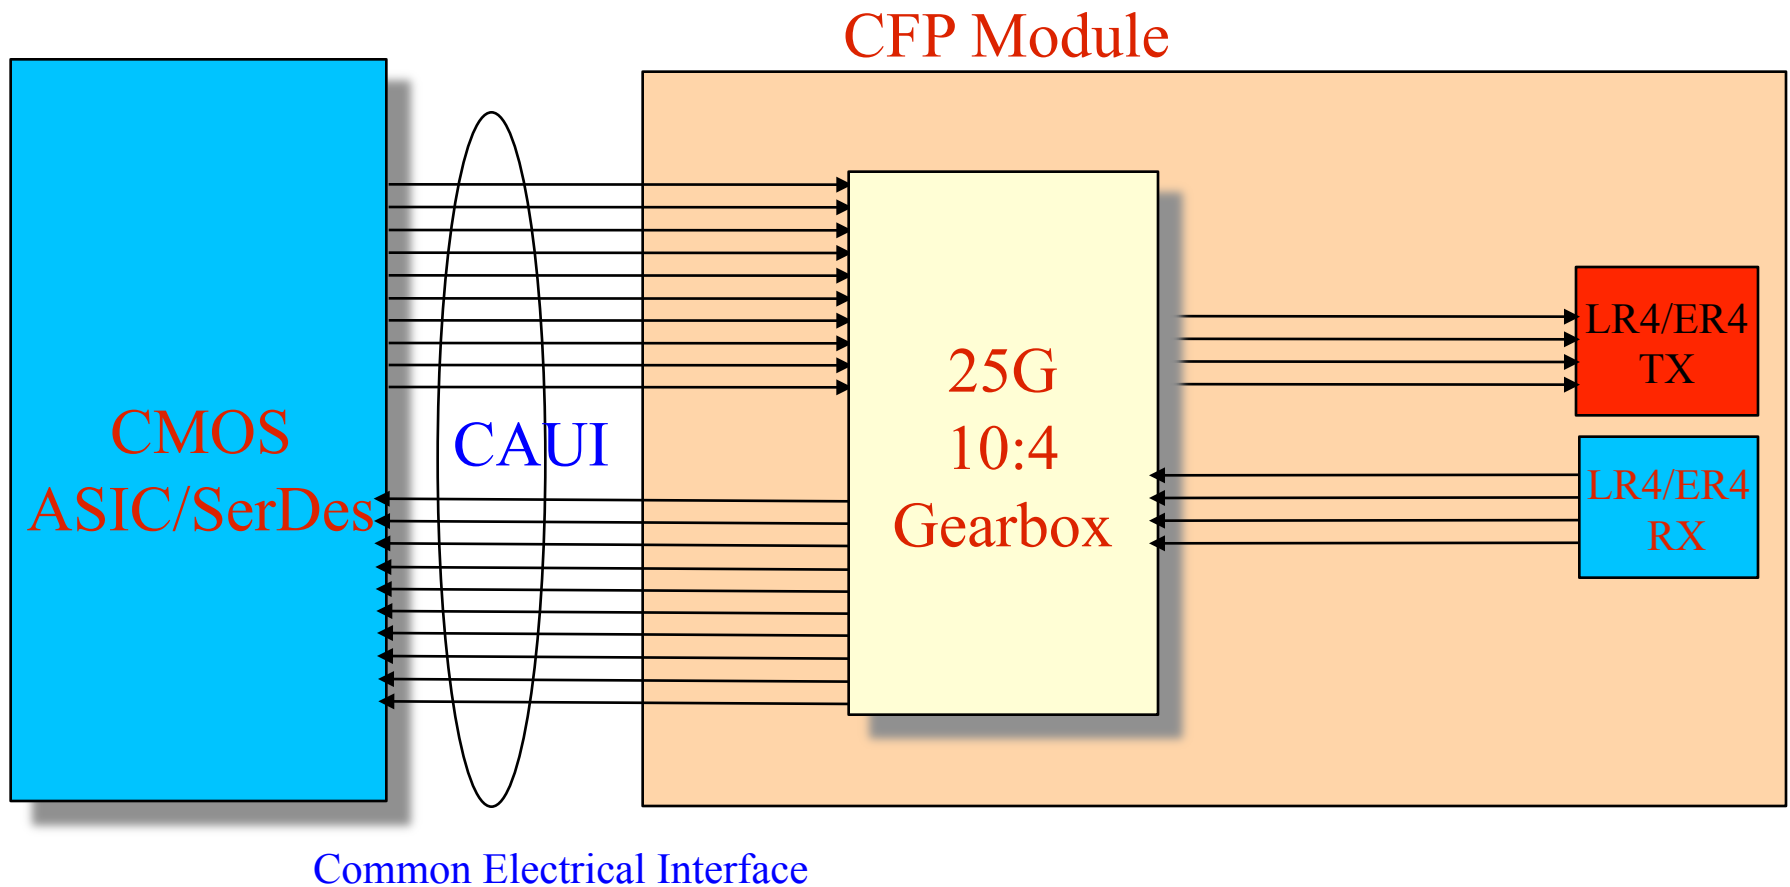 CFP Module
CMOS
ASIC/SerDes
CAUI
25G
10:4
Gearbox
LR4/ER4
TX
LR4/ER4
RX
Common Electrical Interface